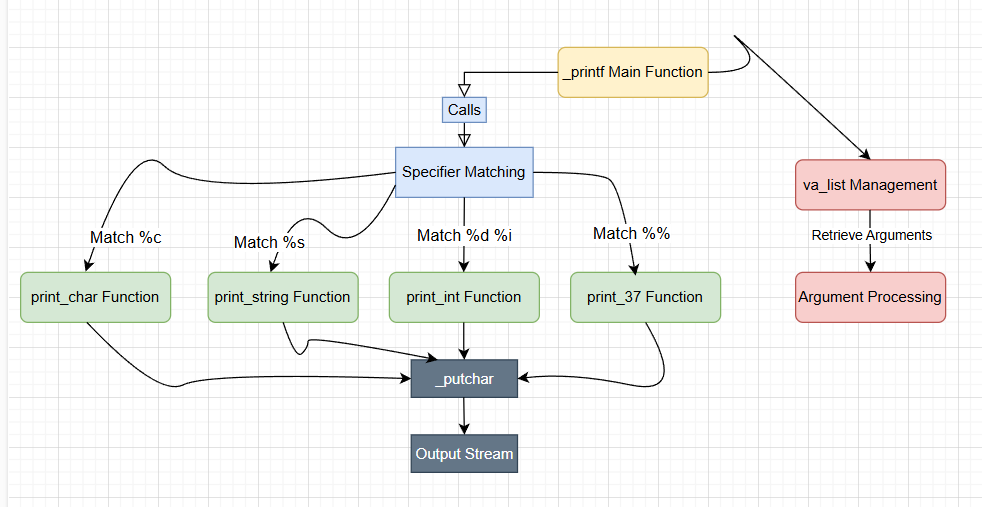 _printf Main Function
Calls
Specifier Matching
va_list Management
Match %c
Match %s
Match %d %i
Match %%
Retrieve Arguments
print_char Function
print_string Function
print_int Function
print_37 Function
Argument Processing
_putchar
Output Stream